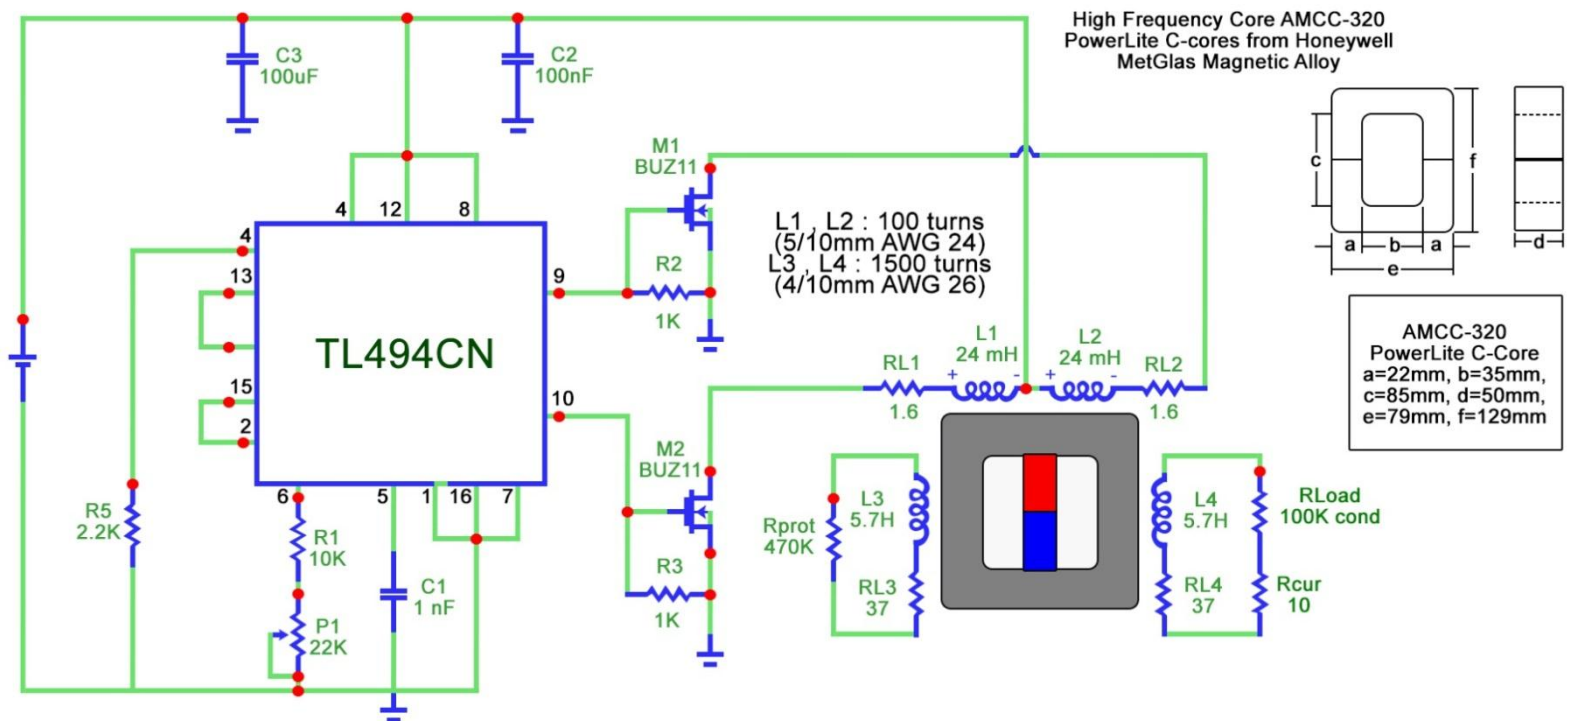 C3
100uF
C2
100nF
High Frequency Core AMCC-320
PowerLite C-cores from Honeywell
MetGlas Magnetic Alloy
c
f
a
b
a
e
d
M1
BUZ11
4
12
8
L1 , L2 : 100 turns
(5/10mm AWG 24)
L3 , L4 : 1500 turns
(4/10mm AWG 26)
4
13
15
2
TL494CN
9
10
R2
1K
AMCC-320
PowerLite C-Core
a=22mm, b=35mm,
c=85mm, d=50mm,
e=79mm, f=129mm
RL1
1.6
L1
24 mH
+
-
L2
24 mH
+
-
RL2
1.6
M2
BUZ11
R3
1K
6
5
1
16
7
R5
2.2K
R1
10K
P1
22K
C1
1 nF
Rprot
470K
L3
5.7H
RL3
37
L4
5.7H
RL4
37
RLoad
100K cond
Rcur
10